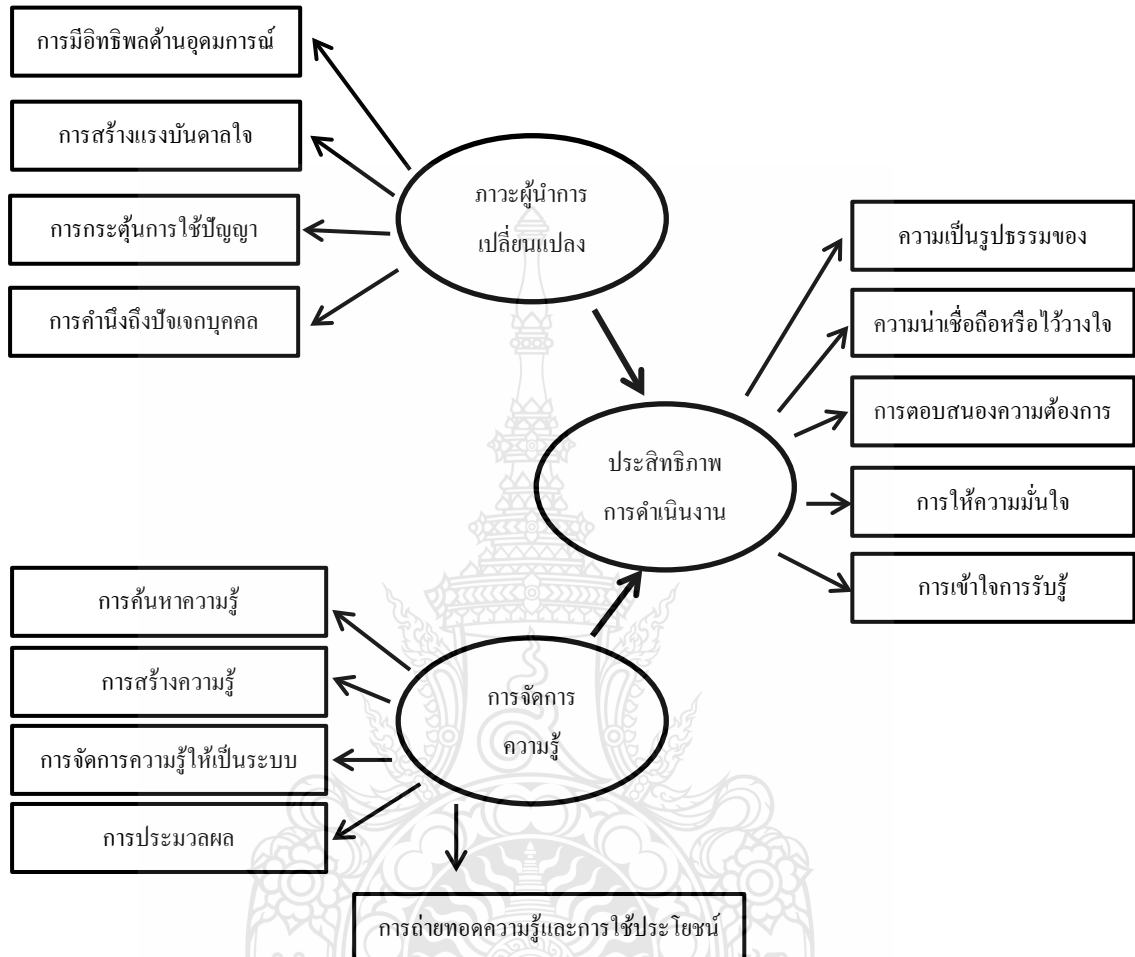 การมีอิทธิพลด้านอุดมการณ์
การสร้างแรงบันดาลใจ
การกระตุ้นการใช้ปัญญา
การคำนึงถึงปัจเจกบุคคล
ภาวะผู้นำการ
เปลี่ยนแปลง
ความเป็นรูปธรรมของ
ความน่าเชื่อถือหรือไว้วางใจ
การตอบสนองความต้องการ
การให้ความมั่นใจ
การเข้าใจการรับรู้
ประสิทธิภาพ
การดำเนินงาน
การค้นหาความรู้
การสร้างความรู้
การจัดการความรู้ให้เป็นระบบ
การประมวลผล
การจัดการ
ความรู้
การถ่ายทอดความรู้และการใช้ประโยชน์